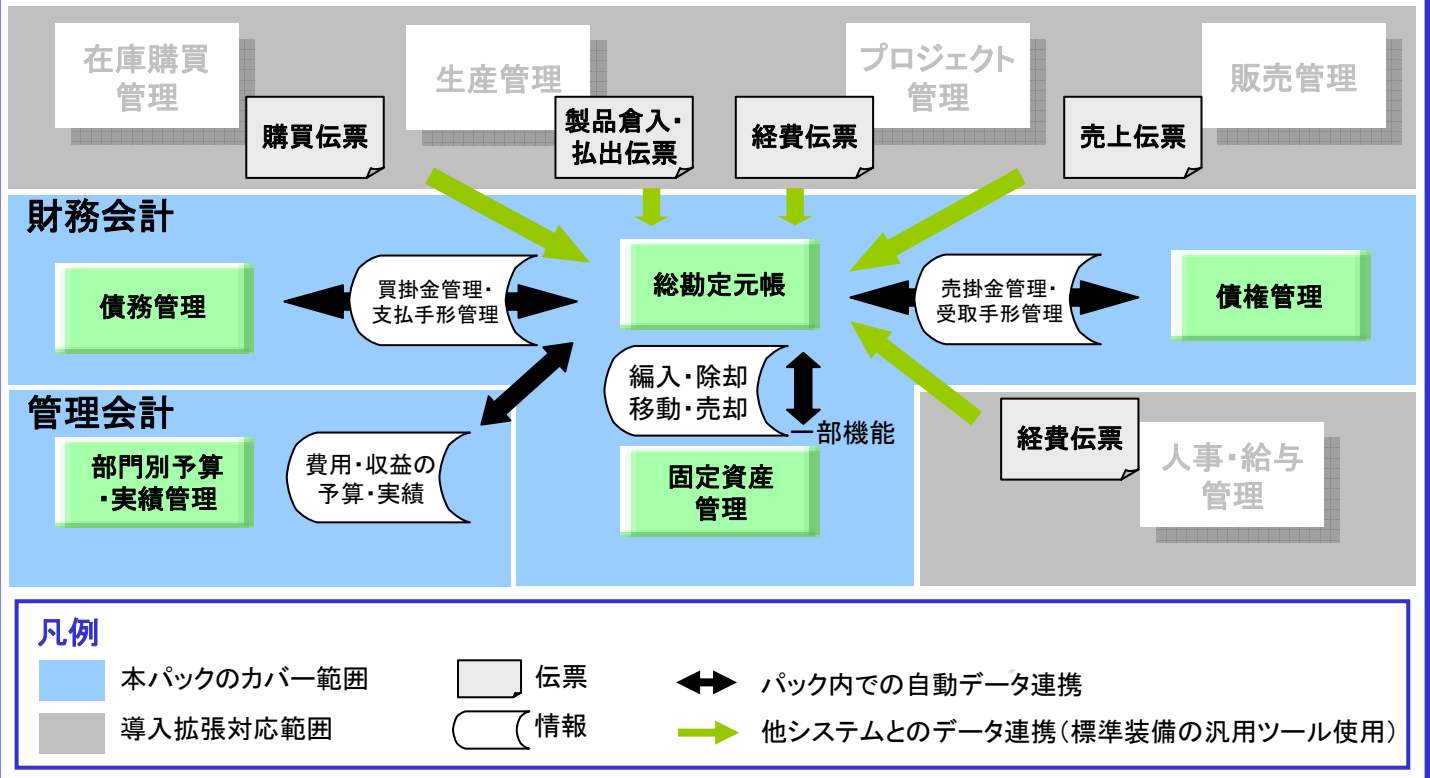 在庫購買
管理
購買伝票
生産管理
製品倉入・
払出伝票
経費伝票
プロジェクト
管理
売上伝票
販売管理
財務会計
債務管理
買掛金管理・
支払手形管理
総勘定元帳
売掛金管理・
受取手形管理
債権管理
編入・除却
移動・売却
一部機能
固定資産
管理
管理会計
部門別予算
・実績管理
費用・収益の
予算・実績
経費伝票
人事・給与
管理
凡例
本パックのカバー範囲
導入拡張対応範囲
伝票
情報
パック内での自動データ連携
他システムとのデータ連携（標準装備の汎用ツール使用）